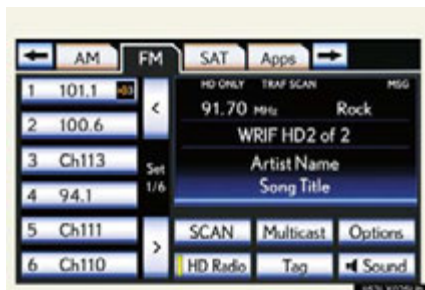 AM FM SAT Apps
1 101.1
2 100.6
3 Ch113
4 94.1
5 Ch111
6 Ch110
Set
1/6
HD ONLY TRAF SCAN MSG
91.70 MHz Rock
WRIF HD2 of 2
Artist Name
Song Title
SCAN Multicast Options
HD Radio Tag Sound